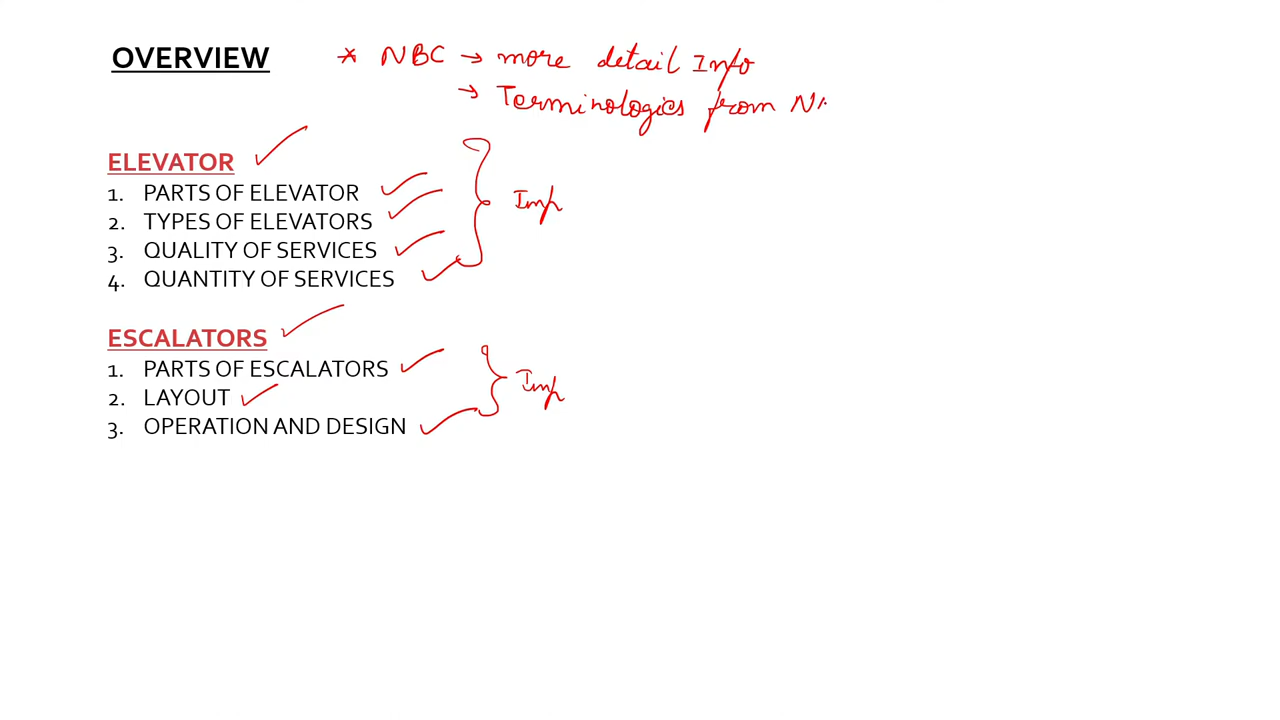 OVERVIEW * NBC → more detail Info
→ Terminologies from
ELEVATOR
1. PARTS OF ELEVATOR
2. TYPES OF ELEVATORS
3. QUALITY OF SERVICES
4. QUANTITY OF SERVICES
Imp
ESCALATORS
1. PARTS OF ESCALATORS
2. LAYOUT
3. OPERATION AND DESIGN
Imp